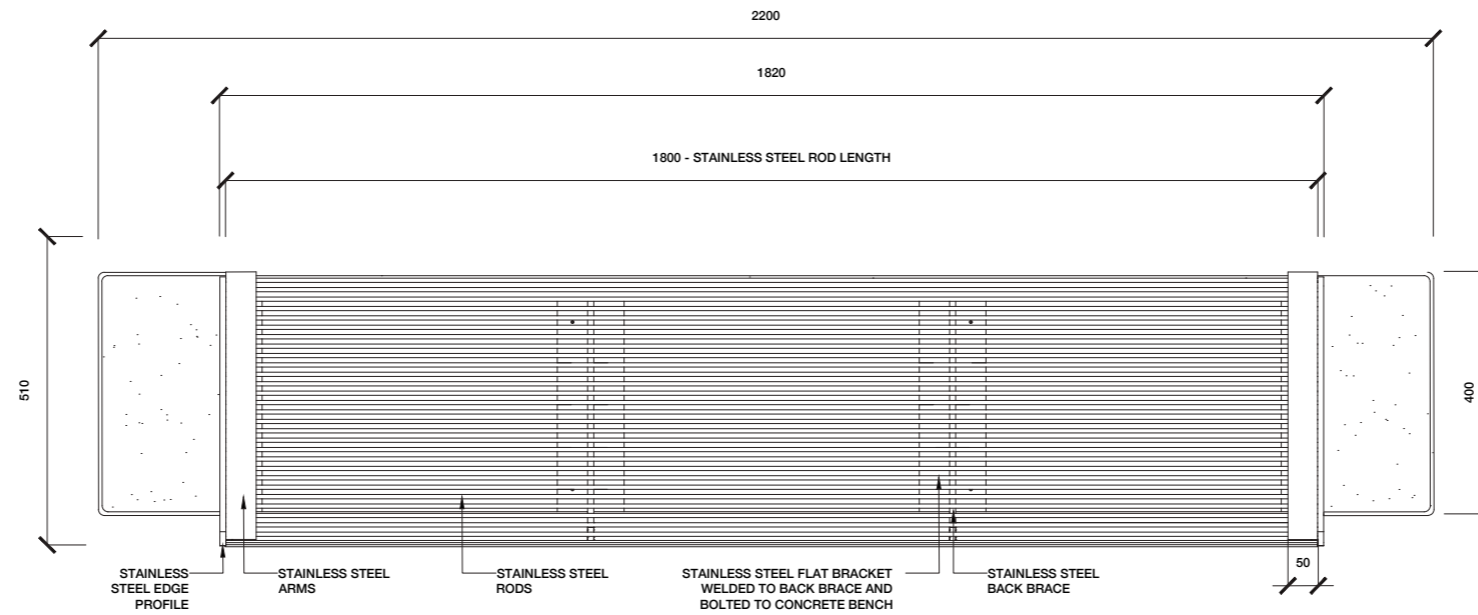 2200
1820
1800 - STAINLESS STEEL ROD LENGTH
510
400
50
STAINLESS
STEEL EDGE
PROFILE
STAINLESS STEEL
ARMS
STAINLESS STEEL
RODS
STAINLESS STEEL FLAT BRACKET
WELDED TO BACK BRACE AND
BOLTED TO CONCRETE BENCH
STAINLESS STEEL
BACK BRACE